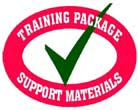 TRAINING PACKAGE
SUPPORT MATERIALS